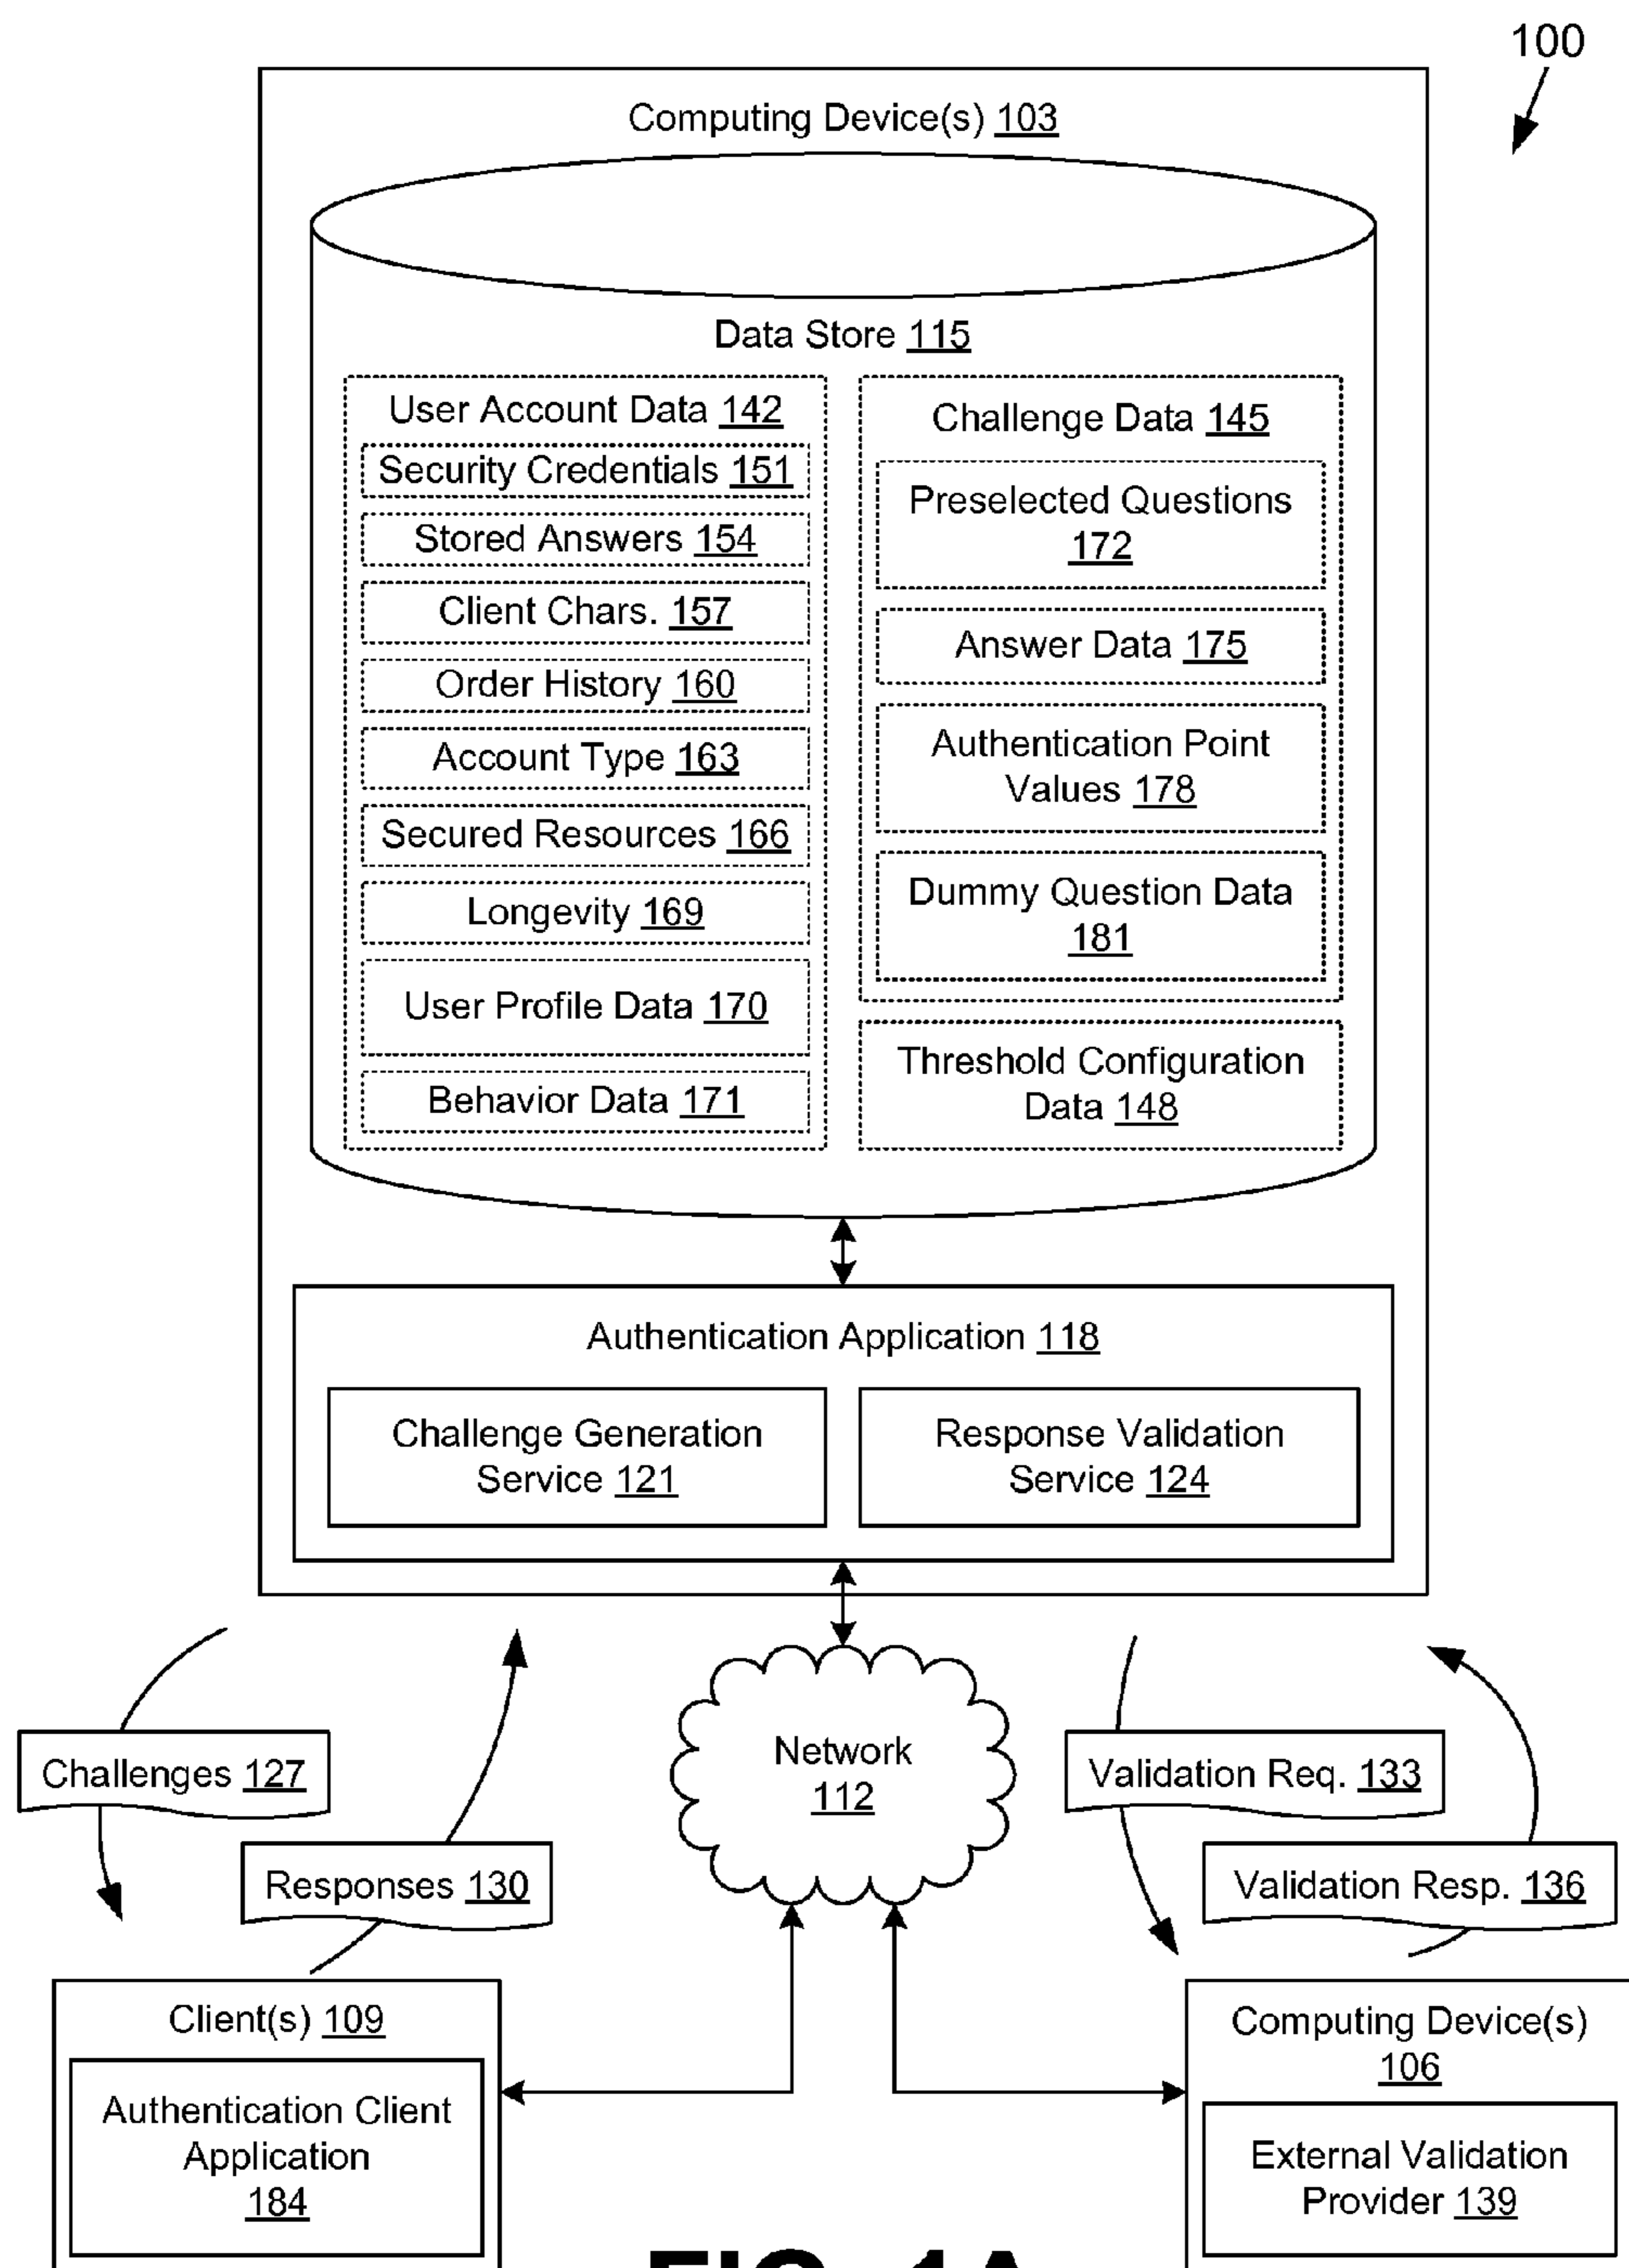 100
Computing Device(s) 103
Data Store 115
User Account Data 142
Security Credentials 151
Stored Answers 154
Client Chars. 157
Order History 160
Account Type 163
Secured Resources 166
Longevity 169
User Profile Data 170
Behavior Data 171
Challenge Data 145
Preselected Questions
172
Answer Data 175
Authentication Point
Values 178
Dummy Question Data
181
Threshold Configuration
Data 148
Authentication Application 118
Challenge Generation
Service 121
Response Validation
Service 124
Challenges 127
Responses 130
Network
112
Validation Req. 133
Validation Resp. 136
Client(s) 109
Authentication Client
Application
184
Computing Device(s)
106
External Validation
Provider 139
FIG. 1A